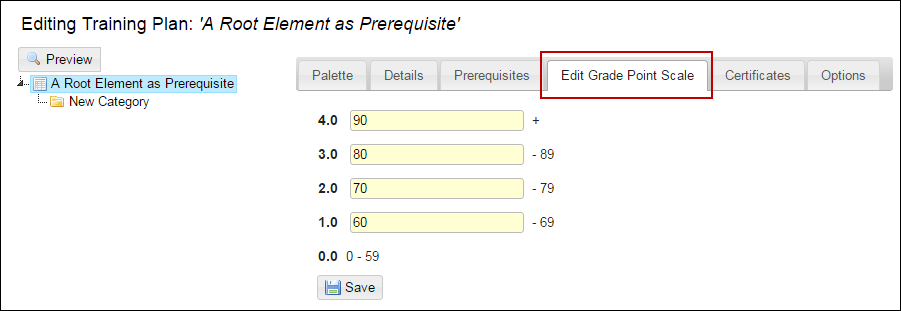 Editing Training Plan: 'A Root Element as Prerequisite'
Preview
A Root Element as Prerequisite
New Category
Palette Details Prerequisites Edit Grade Point Scale Certificates Options
4.0 90 +
3.0 80 - 89
2.0 70 - 79
1.0 60 - 69
0.0 0 - 59
Save